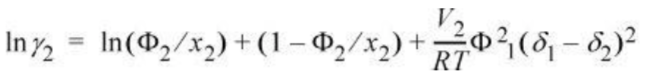 ln γ₂ = ln(Φ₂/x₂) + (1 – Φ₂/x₂) + V₂/RT Φ²₁(δ₁ – δ₂)²